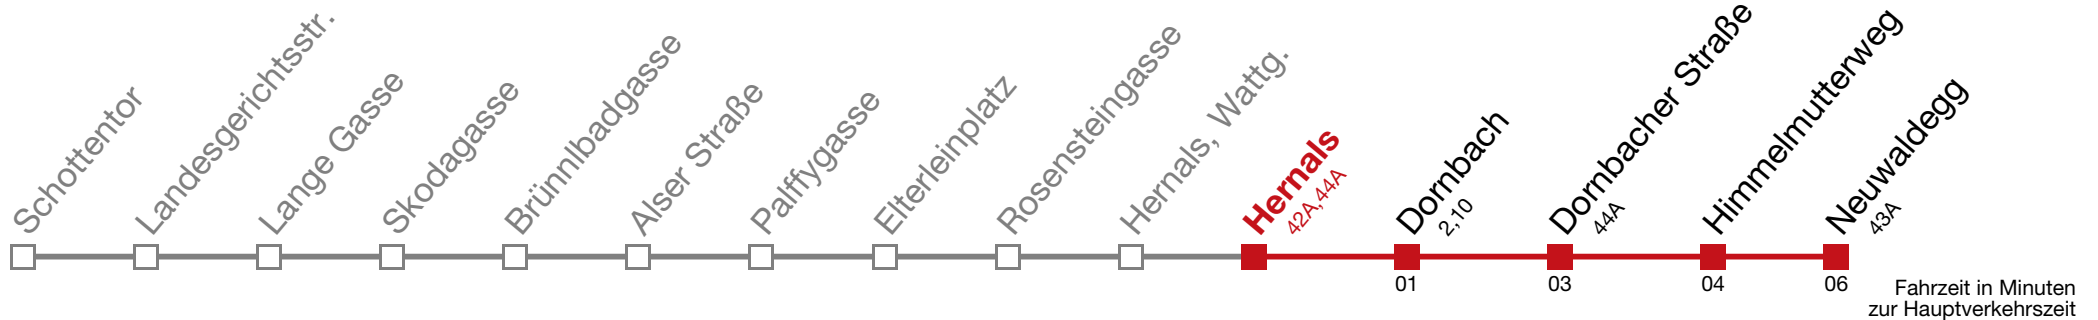 Schottentor
Landesgerichtsstr.
Lange Gasse
Skodagasse
Brünnlbadgasse
Alser Straße
Palffygasse
Elterleinplatz
Rosensteingasse
Hernals, Wattg.
Hernals
42A,44A
Dornbach
2,10
Dornbacher Straße
44A
Himmelmutterweg
Neuwaldegg
43A
01
03
04
06
Fahrzeit in Minuten
zur Hauptverkehrszeit